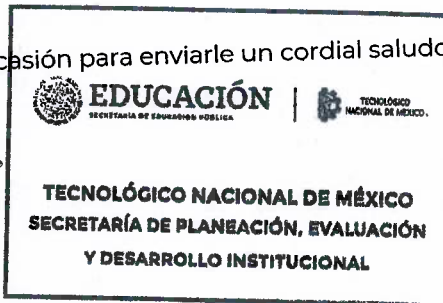 casión para enviarle un cordial saludo
EDUCACIÓN
SECRETARÍA DE EDUCACIÓN PÚBLICA
TECNOLÓGICO
NACIONAL DE MÉXICO.
TECNOLÓGICO NACIONAL DE MÉXICO
SECRETARÍA DE PLANEACIÓN, EVALUACIÓN
Y DESARROLLO INSTITUCIONAL